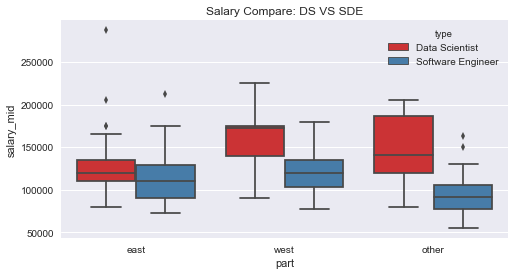 Salary Compare: DS VS SDE
type
Data Scientist
Software Engineer
salary_mid
250000
200000
150000
100000
50000
east
west
other
part